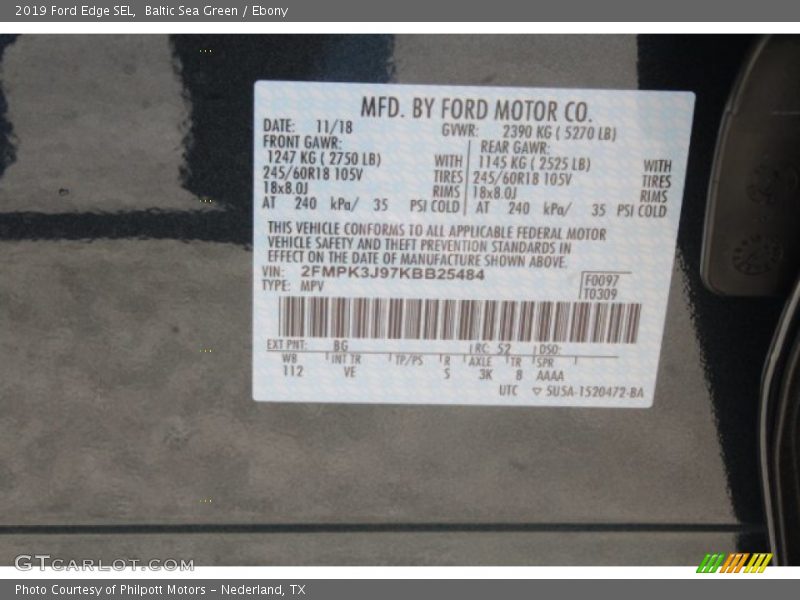 2019 Ford Edge SEL,  Baltic Sea Green / Ebony
MFD. BY FORD MOTOR CO.
DATE: 11/18 GVWR: 2390 KG ( 5270 LB)
FRONT GAWR: REAR GAWR:
1247 KG ( 2750 LB) WITH 1145 KG ( 2525 LB) WITH
245/60R18 105V TIRES 245/60R18 105V TIRES
18x8.0J RIMS 18x8.0J RIMS
AT 240 kPa/ 35 PSI COLD AT 240 kPa/ 35 PSI COLD
THIS VEHICLE CONFORMS TO ALL APPLICABLE FEDERAL MOTOR
VEHICLE SAFETY AND THEFT PREVENTION STANDARDS IN
EFFECT ON THE DATE OF MANUFACTURE SHOWN ABOVE.
VIN: 2FMPK3J97KBB25484 F0097
TYPE: MPV T0309
EXT PNT: BG RC: 52 DSO:
WB INT TR TP/PS R AXLE TR SPR
112 VE 5 3K 8 AAAA
UTC ▽ 5USA-1520472-BA
GTCARLOT.COM
Photo Courtesy of Philpott Motors - Nederland, TX